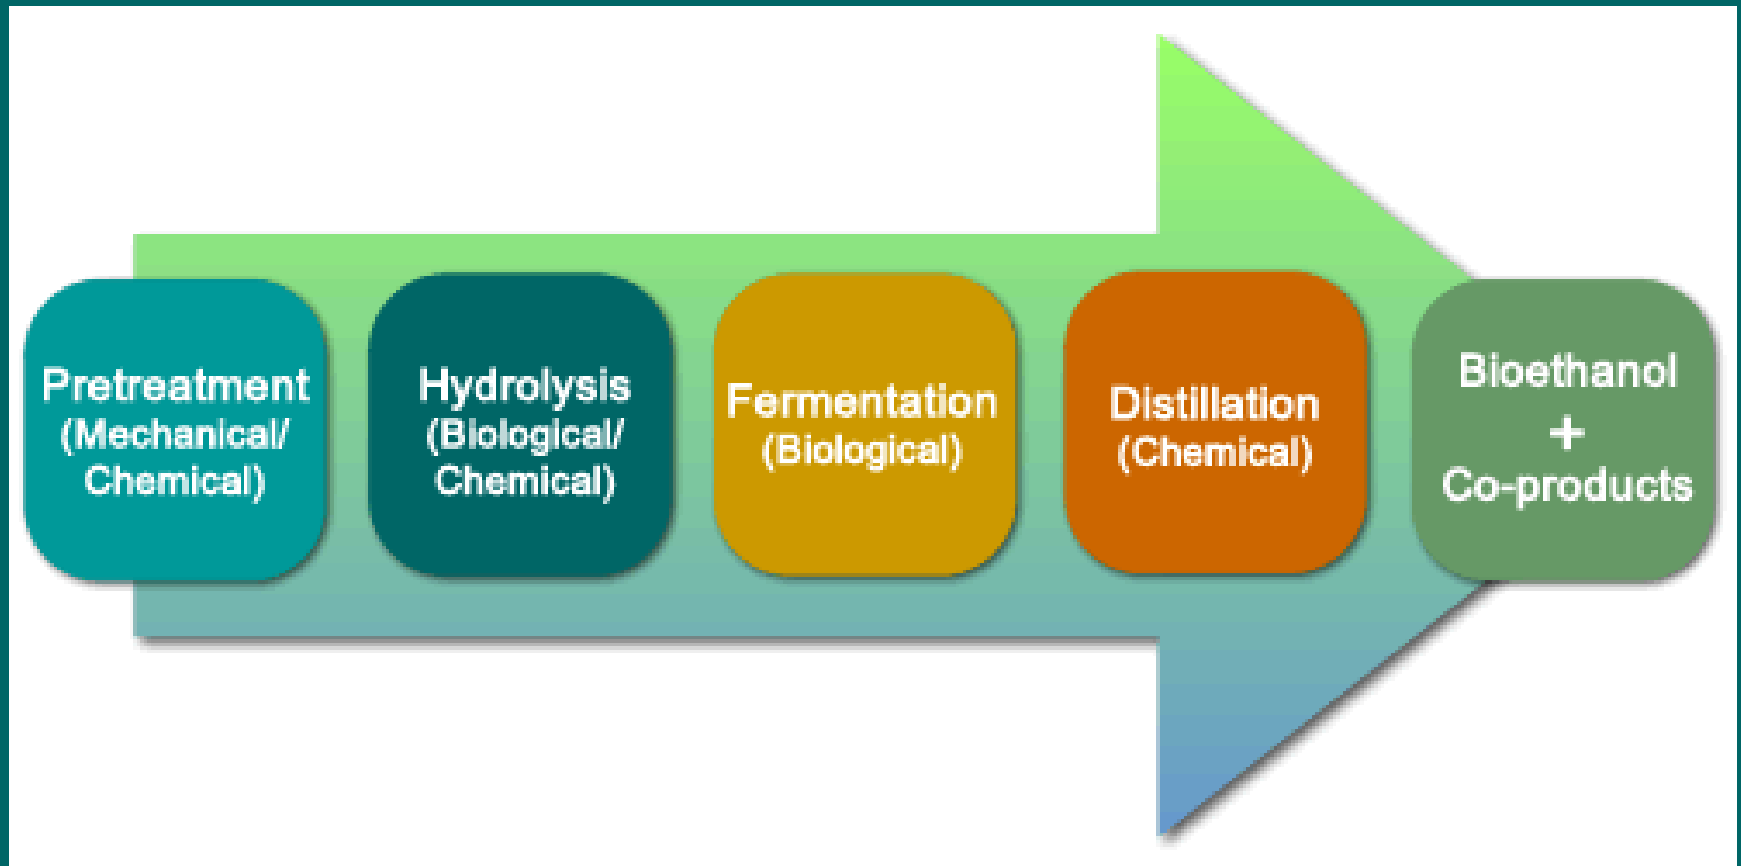 Pretreatment
(Mechanical/
Chemical)
Hydrolysis
(Biological/
Chemical)
Fermentation
(Biological)
Distillation
(Chemical)
Bioethanol
+
Co-products